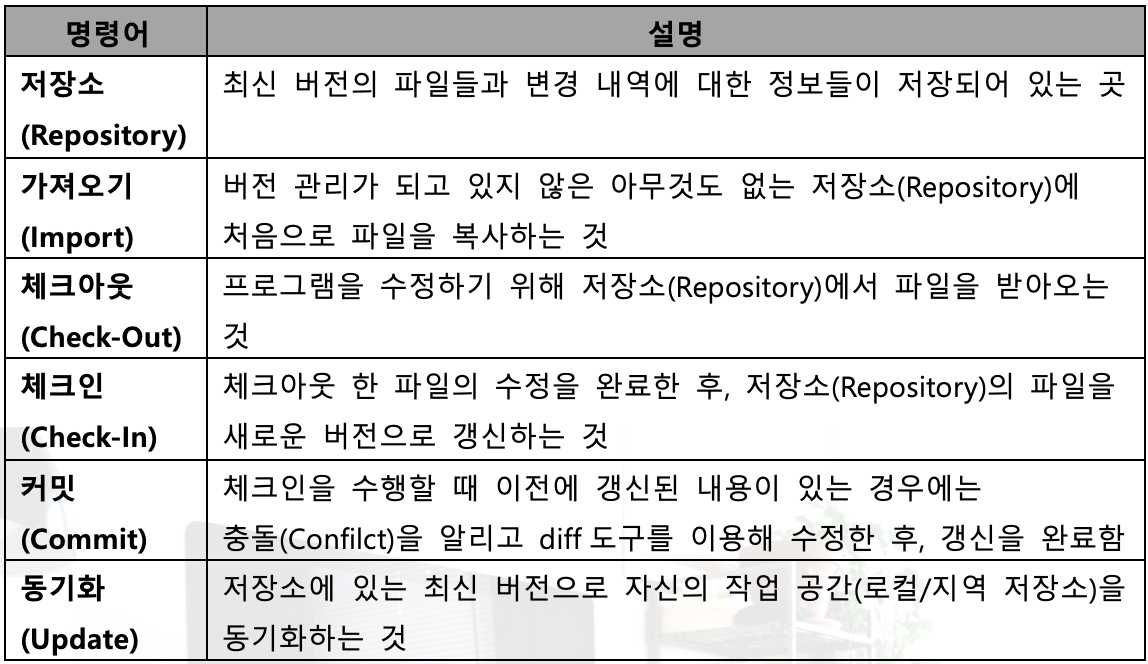 명령어 설명
저장소
(Repository)
최신 버전의 파일들과 변경 내역에 대한 정보들이 저장되어 있는 곳
가져오기
(Import)
버전 관리가 되고 있지 않은 아무것도 없는 저장소(Repository)에
처음으로 파일을 복사하는 것
체크아웃
(Check-Out)
프로그램을 수정하기 위해 저장소(Repository)에서 파일을 받아오는
것
체크인
(Check-In)
체크아웃 한 파일의 수정을 완료한 후, 저장소(Repository)의 파일을
새로운 버전으로 갱신하는 것
커밋
(Commit)
체크인을 수행할 때 이전에 갱신된 내용이 있는 경우에는
충돌(Confilct)을 알리고 diff 도구를 이용해 수정한 후, 갱신을 완료함
동기화
(Update)
저장소에 있는 최신 버전으로 자신의 작업 공간(로컬/지역 저장소)을
동기화하는 것